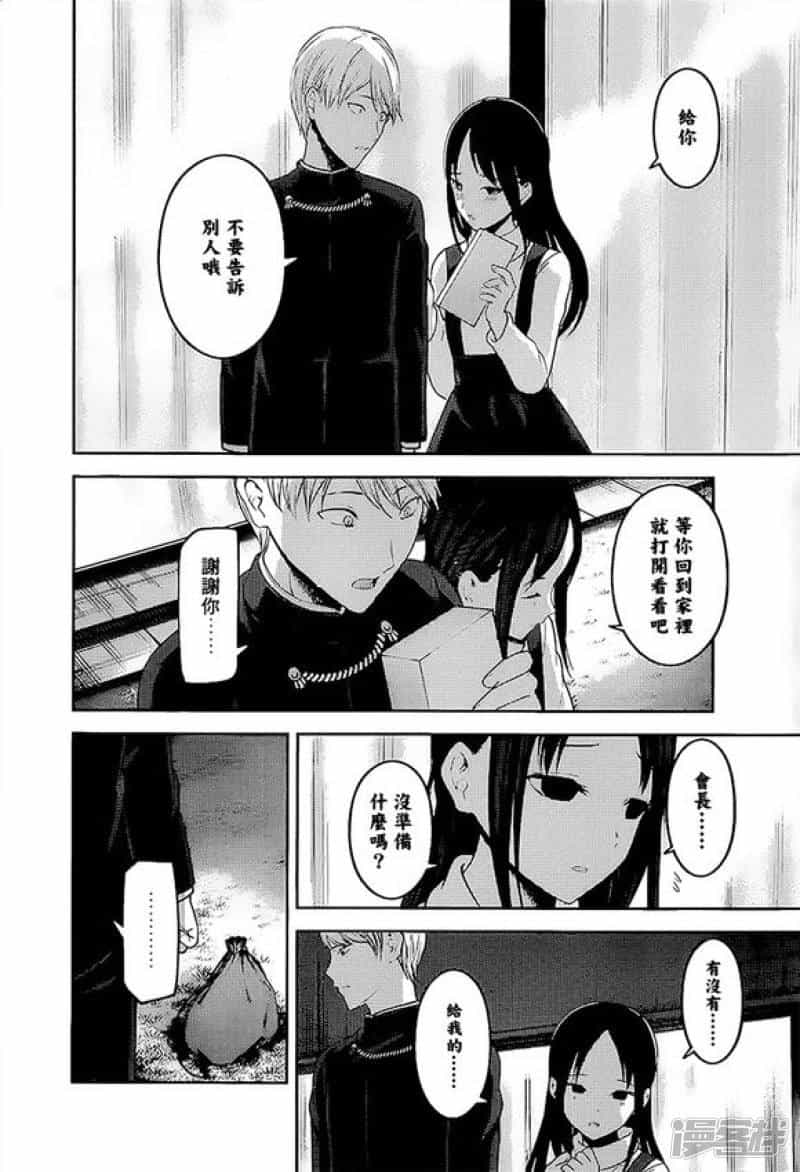 給你
不要告訴
別人哦
等你回到家裡
就打開看看吧
謝謝你……
會長……
沒準備
什麼嗎？
………
有沒有……
給我的……
漫客栈